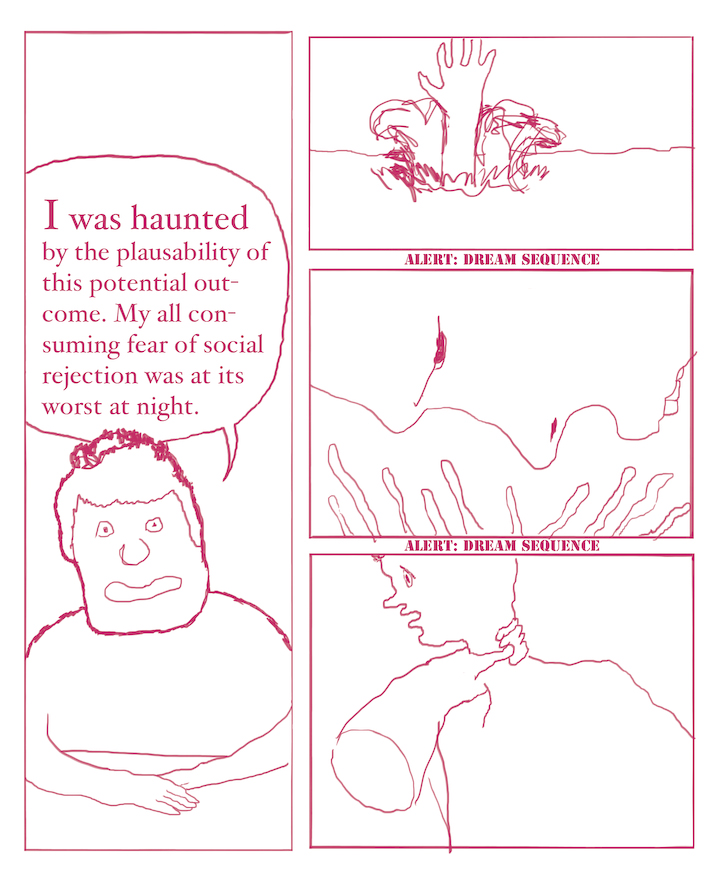 I was haunted
by the plausability of
this potential out-
come. My all con-
suming fear of social
rejection was at its
worst at night.
ALERT: DREAM SEQUENCE
ALERT: DREAM SEQUENCE